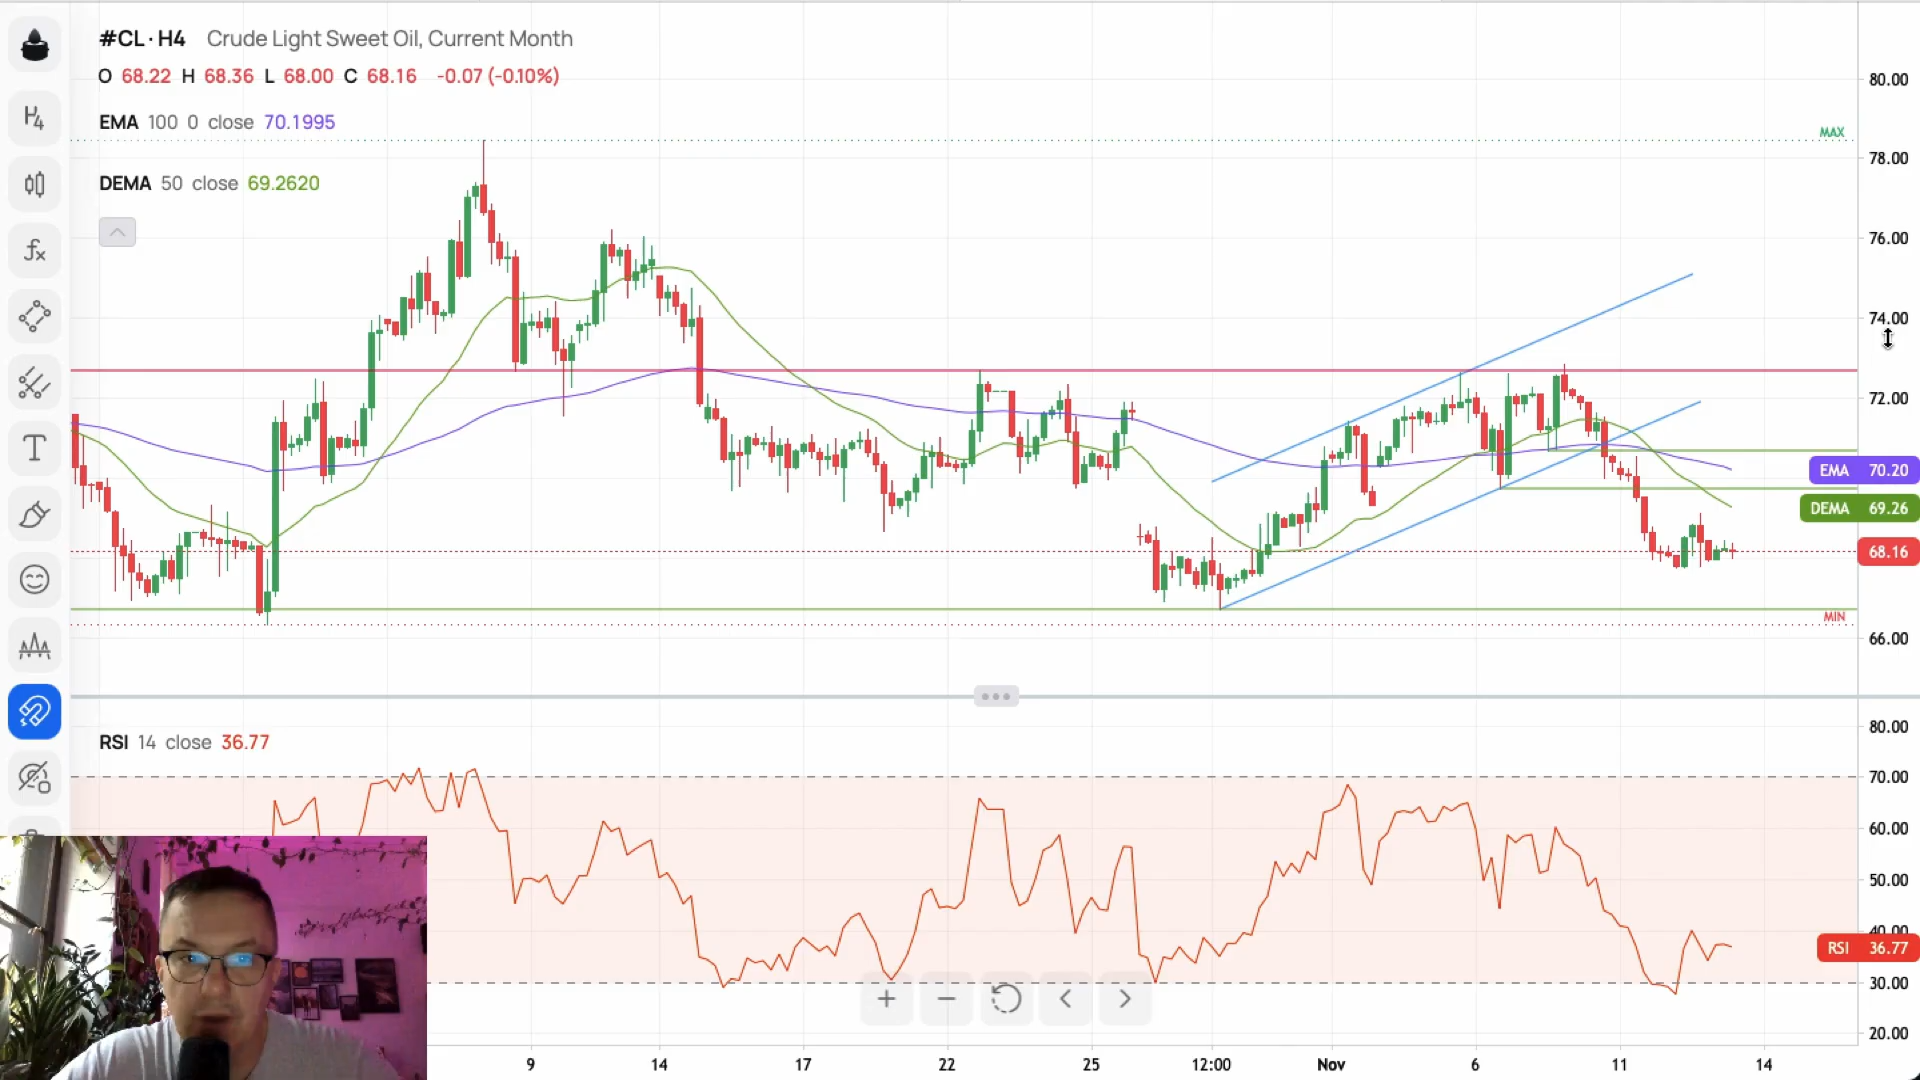 #CL · H4 Crude Light Sweet Oil, Current Month
O 68.22 H 68.36 L 68.00 C 68.16 -0.07 (-0.10%)
EMA 100 0 close 70.1995
DEMA 50 close 69.2620
H4
fx
T
MAX
MIN
80.00
78.00
76.00
74.00
72.00
EMA 70.20
DEMA 69.26
68.16
66.00
RSI 14 close 36.77
80.00
70.00
60.00
50.00
40.00
RSI 36.77
30.00
20.00
9 14 17 22 25 12:00 Nov 6 11 14